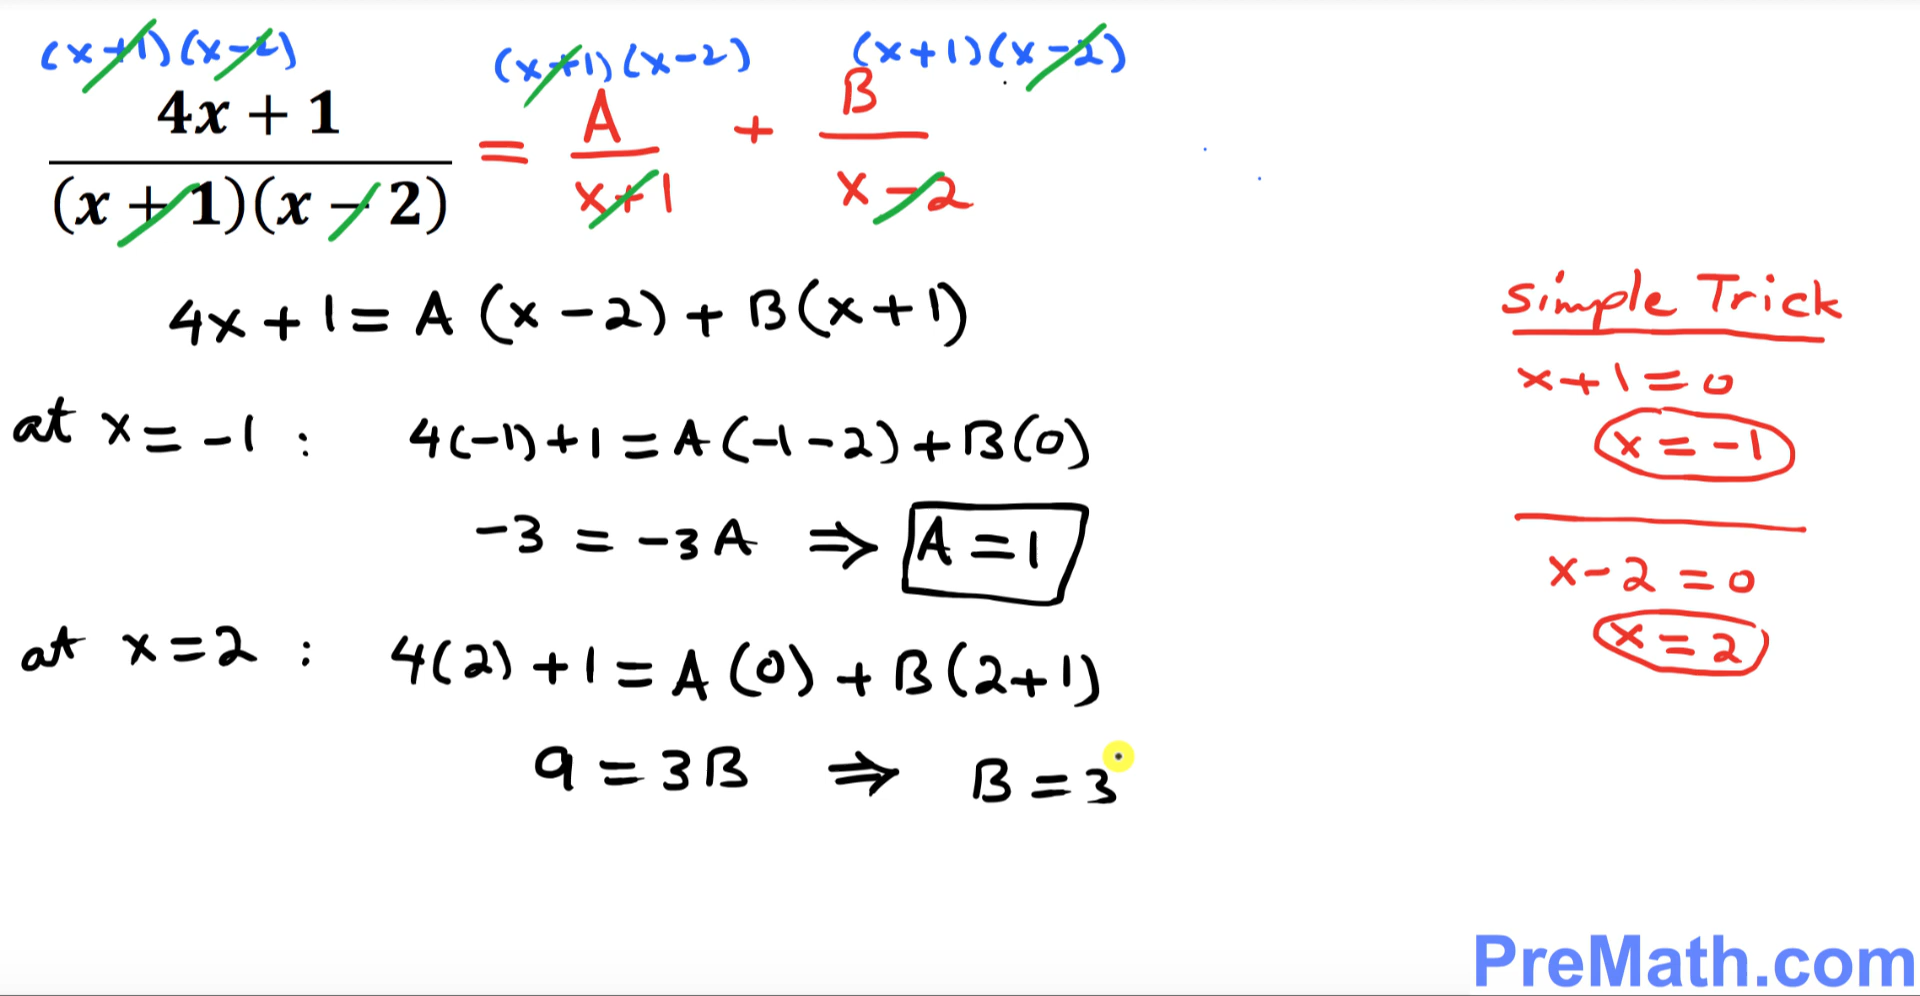 (x+1)(x-2) (x+1)(x-2) (x+1)(x-2)
4x + 1 = A + B
(x + 1)(x - 2) x+1 x-2
4x+1 = A (x-2) + B(x+1)
at x = -1 : 4(-1)+1 = A(-1-2)+B(0)
-3 = -3A ⇒ A = 1
at x=2 : 4(2)+1 = A(0)+B(2+1)
9 = 3B ⇒ B = 3
Simple Trick
x+1=0
x=-1
x-2=0
x=2
PreMath.com